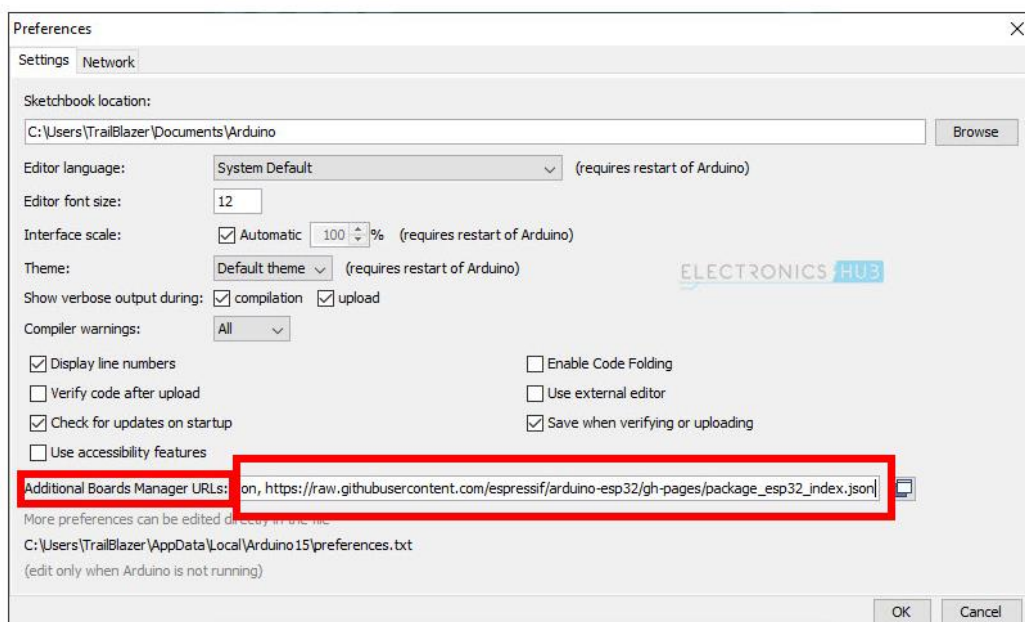 Preferences
Settings Network
Sketchbook location:
C:\Users\TrailBlazer\Documents\Arduino Browse
Editor language: System Default (requires restart of Arduino)
Editor font size: 12
Interface scale: Automatic 100 % (requires restart of Arduino)
Theme: Default theme (requires restart of Arduino)
ELECTRONICS HUB
Show verbose output during: compilation upload
Compiler warnings: All
Display line numbers Enable Code Folding
Verify code after upload Use external editor
Check for updates on startup Save when verifying or uploading
Use accessibility features
Additional Boards Manager URLs: on, https://raw.githubusercontent.com/espressif/arduino-esp32/gh-pages/package_esp32_index.json
More preferences can be edited directly in the file
C:\Users\TrailBlazer\AppData\Local\Arduino15\preferences.txt
(edit only when Arduino is not running)
OK Cancel